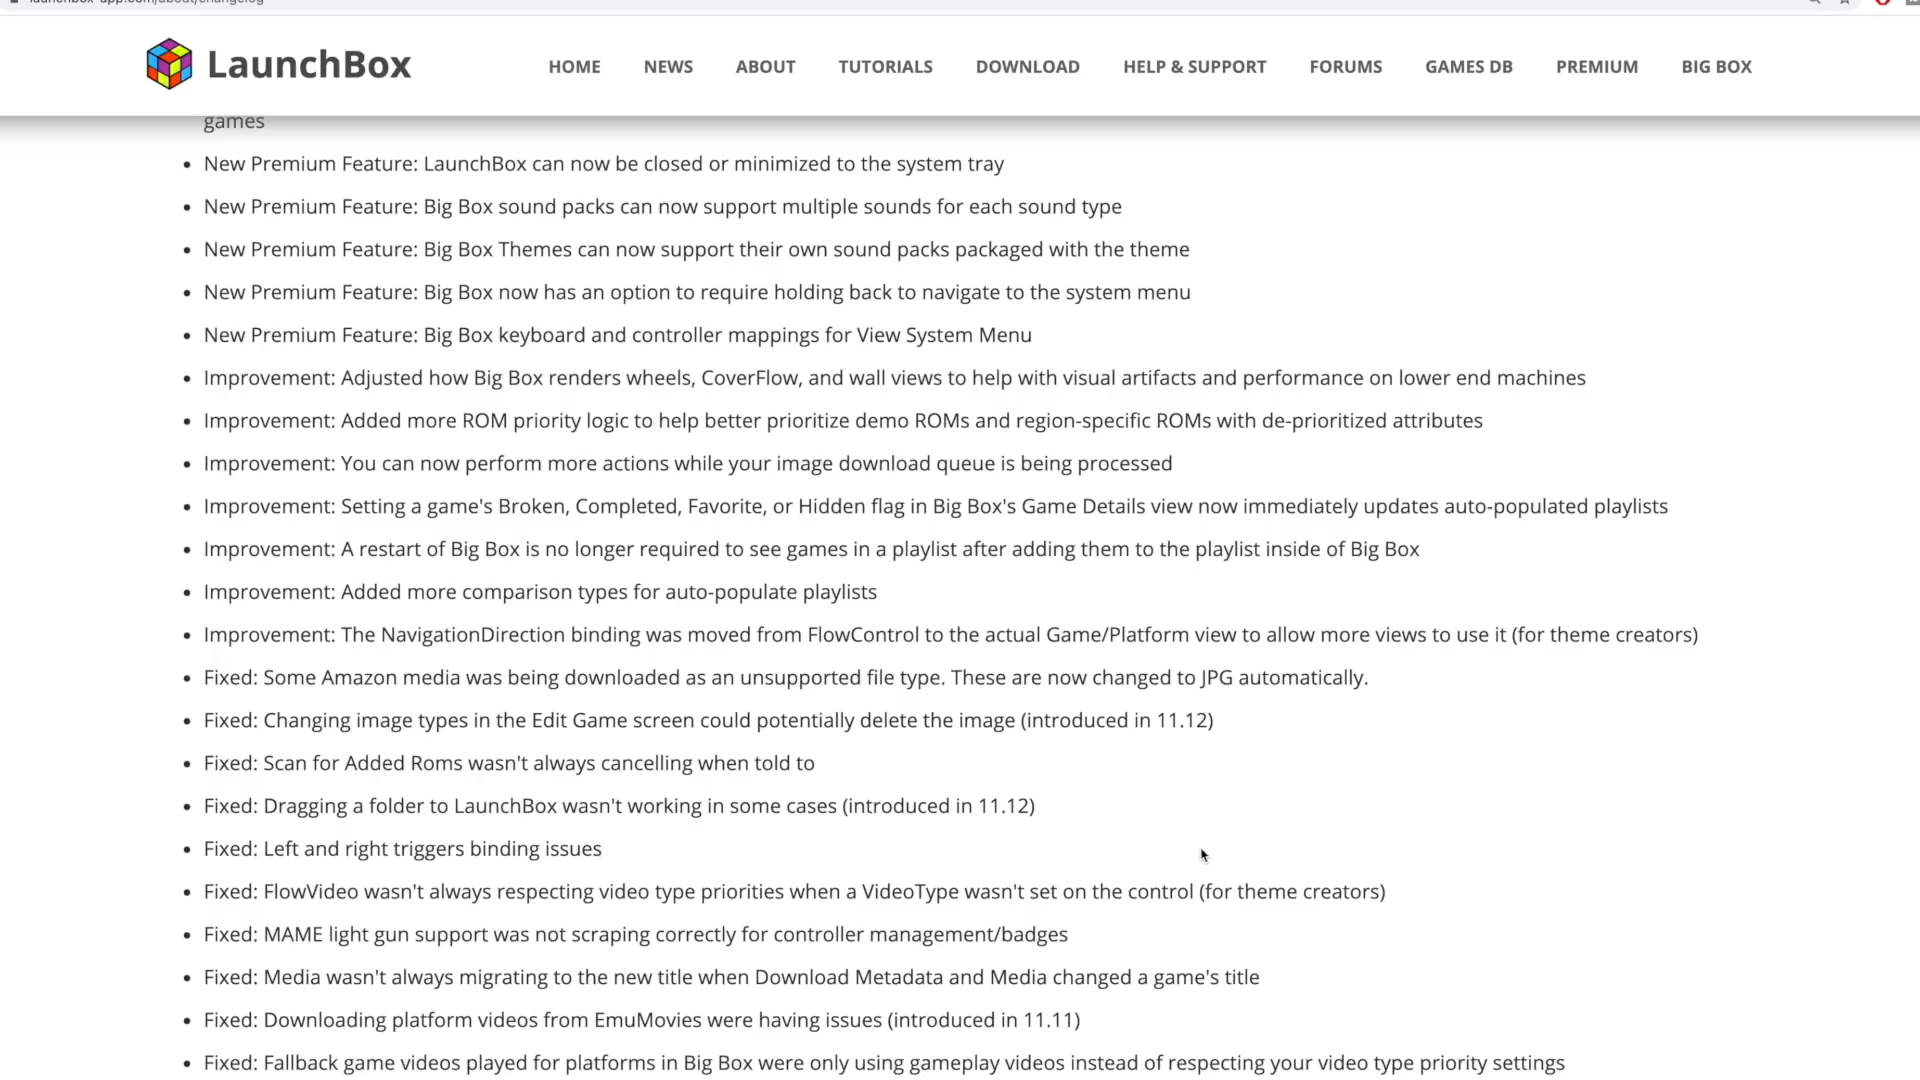 launchbox-app.com/about/changelog
LaunchBox
HOME NEWS ABOUT TUTORIALS DOWNLOAD HELP & SUPPORT FORUMS GAMES DB PREMIUM BIG BOX
games
• New Premium Feature: LaunchBox can now be closed or minimized to the system tray
• New Premium Feature: Big Box sound packs can now support multiple sounds for each sound type
• New Premium Feature: Big Box Themes can now support their own sound packs packaged with the theme
• New Premium Feature: Big Box now has an option to require holding back to navigate to the system menu
• New Premium Feature: Big Box keyboard and controller mappings for View System Menu
• Improvement: Adjusted how Big Box renders wheels, CoverFlow, and wall views to help with visual artifacts and performance on lower end machines
• Improvement: Added more ROM priority logic to help better prioritize demo ROMs and region-specific ROMs with de-prioritized attributes
• Improvement: You can now perform more actions while your image download queue is being processed
• Improvement: Setting a game's Broken, Completed, Favorite, or Hidden flag in Big Box's Game Details view now immediately updates auto-populated playlists
• Improvement: A restart of Big Box is no longer required to see games in a playlist after adding them to the playlist inside of Big Box
• Improvement: Added more comparison types for auto-populate playlists
• Improvement: The NavigationDirection binding was moved from FlowControl to the actual Game/Platform view to allow more views to use it (for theme creators)
• Fixed: Some Amazon media was being downloaded as an unsupported file type. These are now changed to JPG automatically.
• Fixed: Changing image types in the Edit Game screen could potentially delete the image (introduced in 11.12)
• Fixed: Scan for Added Roms wasn't always cancelling when told to
• Fixed: Dragging a folder to LaunchBox wasn't working in some cases (introduced in 11.12)
• Fixed: Left and right triggers binding issues
• Fixed: FlowVideo wasn't always respecting video type priorities when a VideoType wasn't set on the control (for theme creators)
• Fixed: MAME light gun support was not scraping correctly for controller management/badges
• Fixed: Media wasn't always migrating to the new title when Download Metadata and Media changed a game's title
• Fixed: Downloading platform videos from EmuMovies were having issues (introduced in 11.11)
• Fixed: Fallback game videos played for platforms in Big Box were only using gameplay videos instead of respecting your video type priority settings